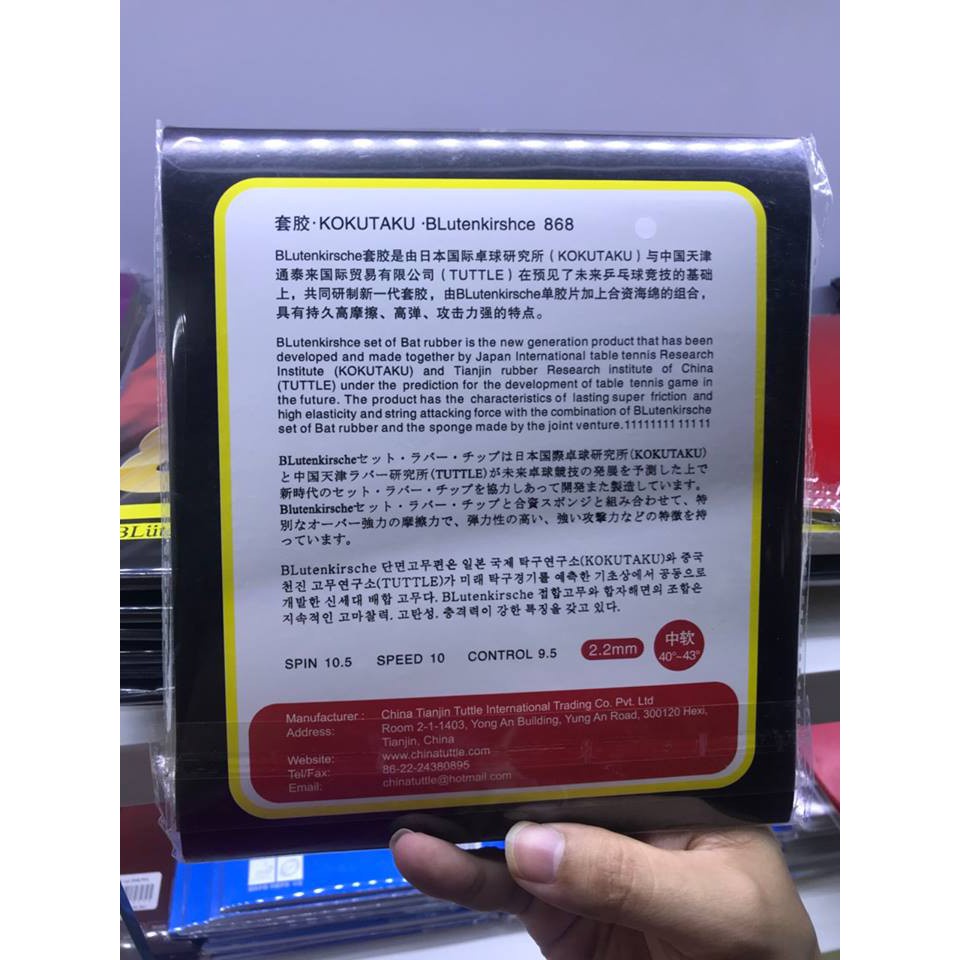 套胶·KOKUTAKU·BLutenkirshce 868
BLutenkirsche套胶是由日本国际卓球研究所(KOKUTAKU)与中国天津
通泰来国际贸易有限公司(TUTTLE)在预见了未来乒乓球竞技的基础
上,共同研制新一代套胶,由BLutenkirsche单胶片加上合资海绵的组合,
具有持久高摩擦、高弹、攻击力强的特点。
BLutenkirshce set of Bat rubber is the new generation product that has been
developed and made together by Japan International table tennis Research
Institute (KOKUTAKU) and Tianjin rubber Research institute of China
(TUTTLE) under the prediction for the development of table tennis game in
the future. The product has the characteristics of lasting super friction and
high elasticity and string attacking force with the combination of BLutenkirsche
set of Bat rubber and the sponge made by the joint venture.11111111 111 11
BLutenkirscheセット・ラバー・チップは日本国際卓球研究所(KOKUTAKU)
と中国天津ラバー研究所(TUTTLE)が未来卓球競技の発展を予測した上で
新時代のセット・ラバー・チップを協力しあって開発また製造しています。
Blutenkirscheセット・ラバー・チップと合資スポンジと組み合わせて、特
別なオーバー強力の摩擦力で、弾力性の高い、強い攻撃力などの特徴を持
っています。
BLutenkirsche 단면고무편은 일본 국제 탁구연구소(KOKUTAKU)와 중국
천진 고무연구소(TUTTLE)가 미래 탁구경기를 예측한 기초상에서 공동으로
개발한 신세대 배합 고무다. BLutenkirsche 접합고무와 합자해면의 조합은
지속적인 고마찰력, 고탄성, 충격력이 강한 특징을 갖고 있다.
SPIN 10.5 SPEED 10 CONTROL 9.5 2.2mm 中软
40°~43°
Manufacturer: China Tianjin Tuttle International Trading Co. Pvt. Ltd
Address: Room 2-1-1403, Yong An Building, Yung An Road, 300120 Hexi,
Tianjin, China
Website: www.chinatuttle.com
Tel/Fax: 86-22-24380895
Email: chinatuttle@hotmail.com
BLüt